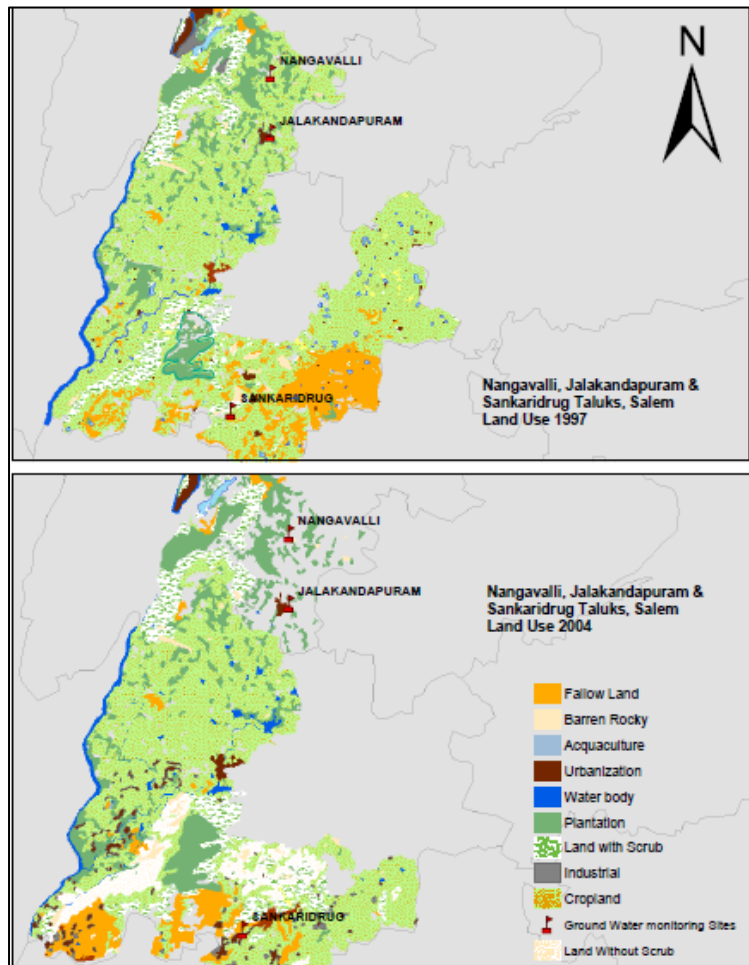 N
NANGAVALLI
JALAKANDAPURAM
SANKARIDRUG
Nangavalli, Jalakandapuram &
Sankaridrug Taluks, Salem
Land Use 1997
NANGAVALLI
JALAKANDAPURAM
Nangavalli, Jalakandapuram &
Sankaridrug Taluks, Salem
Land Use 2004
Fallow Land
Barren Rocky
Acquaculture
Urbanization
Water body
Plantation
Land with Scrub
Industrial
Cropland
Ground Water monitoring Sites
Land Without Scrub
SANKARIDRUG